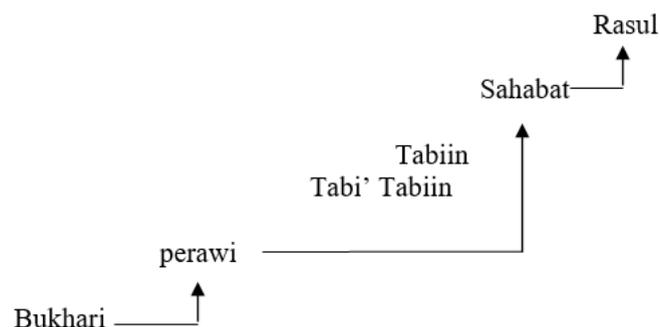 Rasul
Sahabat
Tabiin
Tabi’ Tabiin
perawi
Bukhari